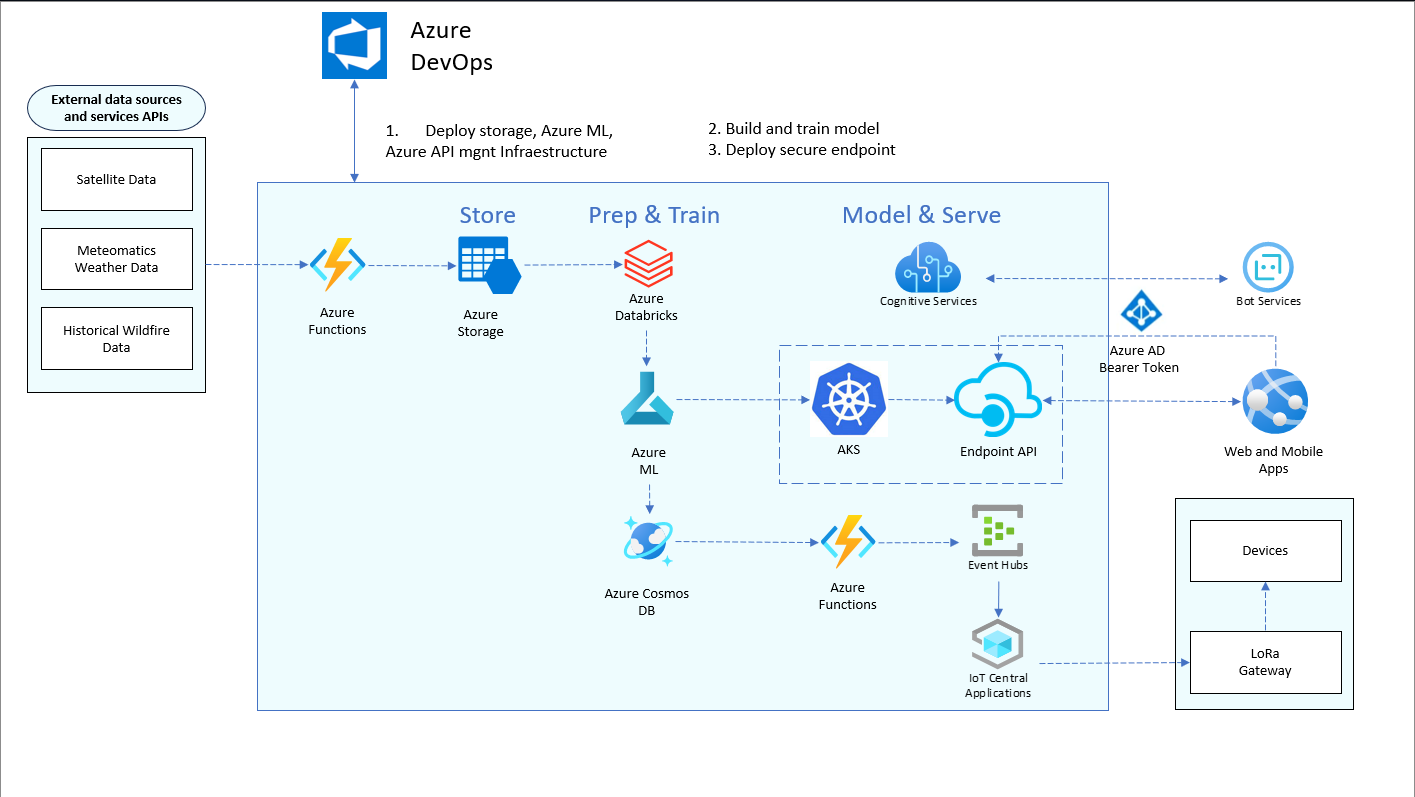 Azure
DevOps
External data sources
and services APIs
1. Deploy storage, Azure ML,
Azure API mgnt Infraestructure
2. Build and train model
3. Deploy secure endpoint
Satellite Data
Meteomatics
Weather Data
Historical Wildfire
Data
Store
Prep & Train
Model & Serve
Azure
Functions
Azure
Storage
Azure
Databricks
Cognitive Services
Bot Services
Azure AD
Bearer Token
Azure
ML
AKS
Endpoint API
Web and Mobile
Apps
Azure Cosmos
DB
Azure
Functions
Event Hubs
IoT Central
Applications
Devices
LoRa
Gateway